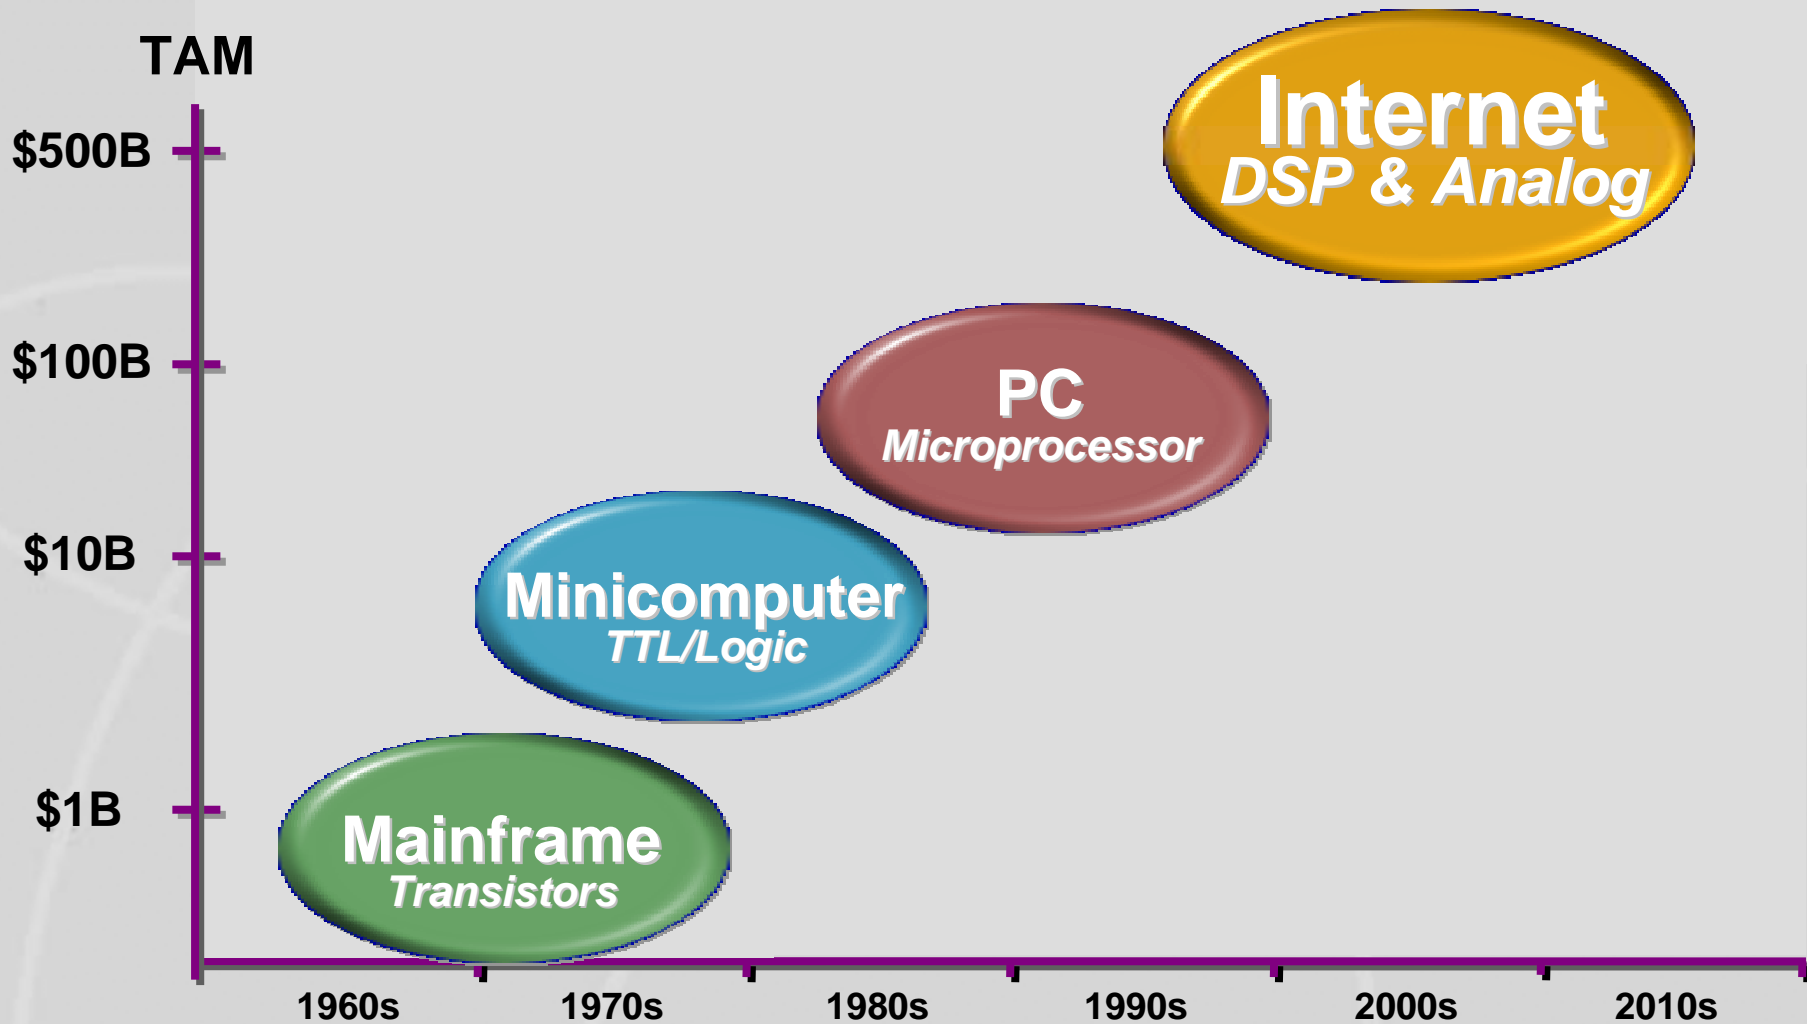 TAM
$500B
$100B
$10B
$1B
Internet
DSP & Analog
PC
Microprocessor
Minicomputer
TTL/Logic
Mainframe
Transistors
1960s 1970s 1980s 1990s 2000s 2010s